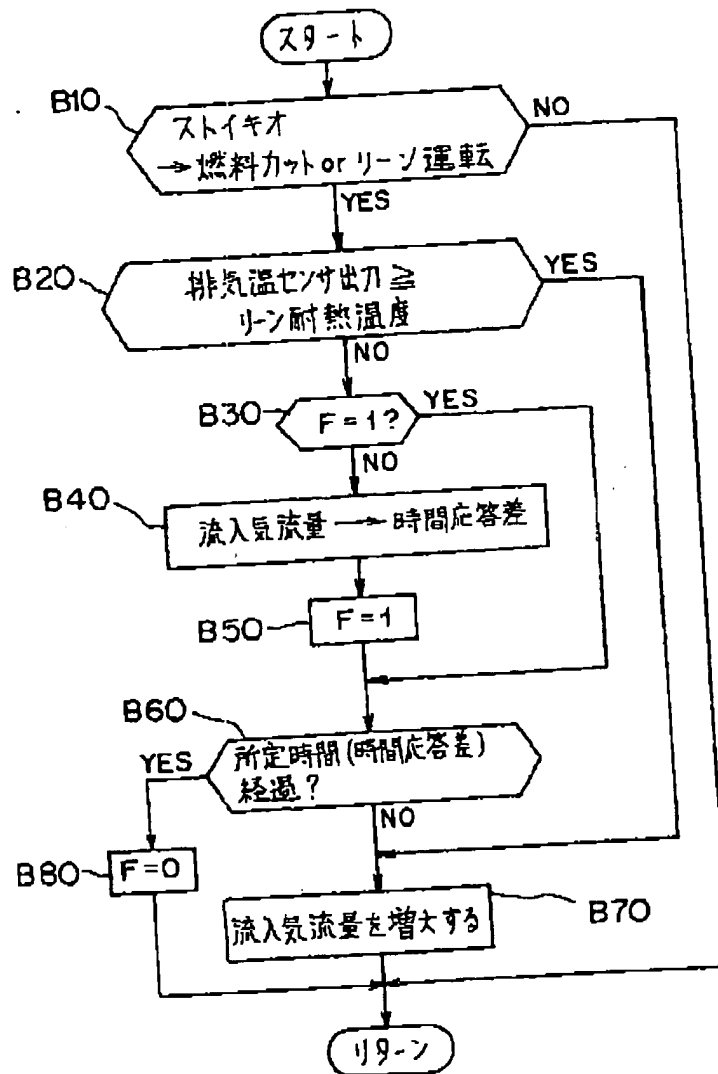 スタート
B10
ストイキオ
→燃料カットorリーン運転
NO
YES
B20
排気温センサ出力≧
リーン耐熱温度
YES
NO
B30
F=1?
YES
NO
B40
流入気流量→時間応答差
B50
F=1
B60
所定時間(時間応答差)
経過?
YES
NO
B80
F=0
B70
流入気流量を増大する
リターン